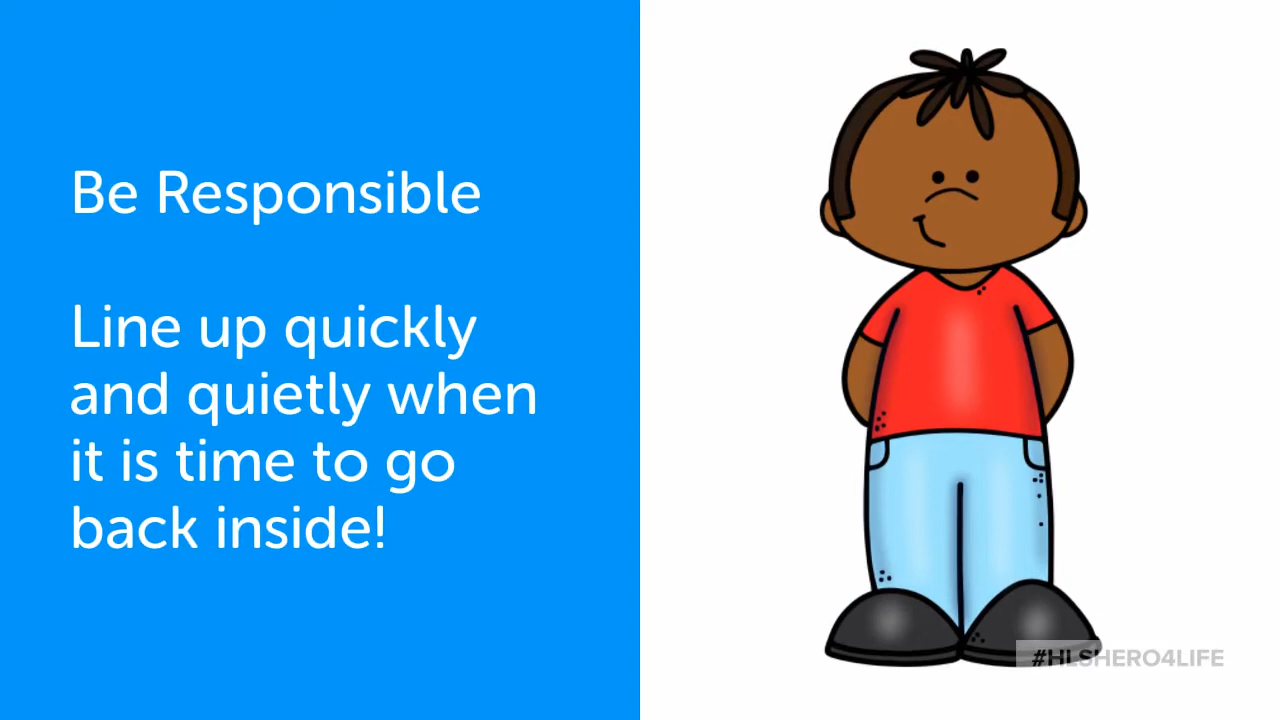 Be Responsible
Line up quickly
and quietly when
it is time to go
back inside!
#HLSHERO4LIFE